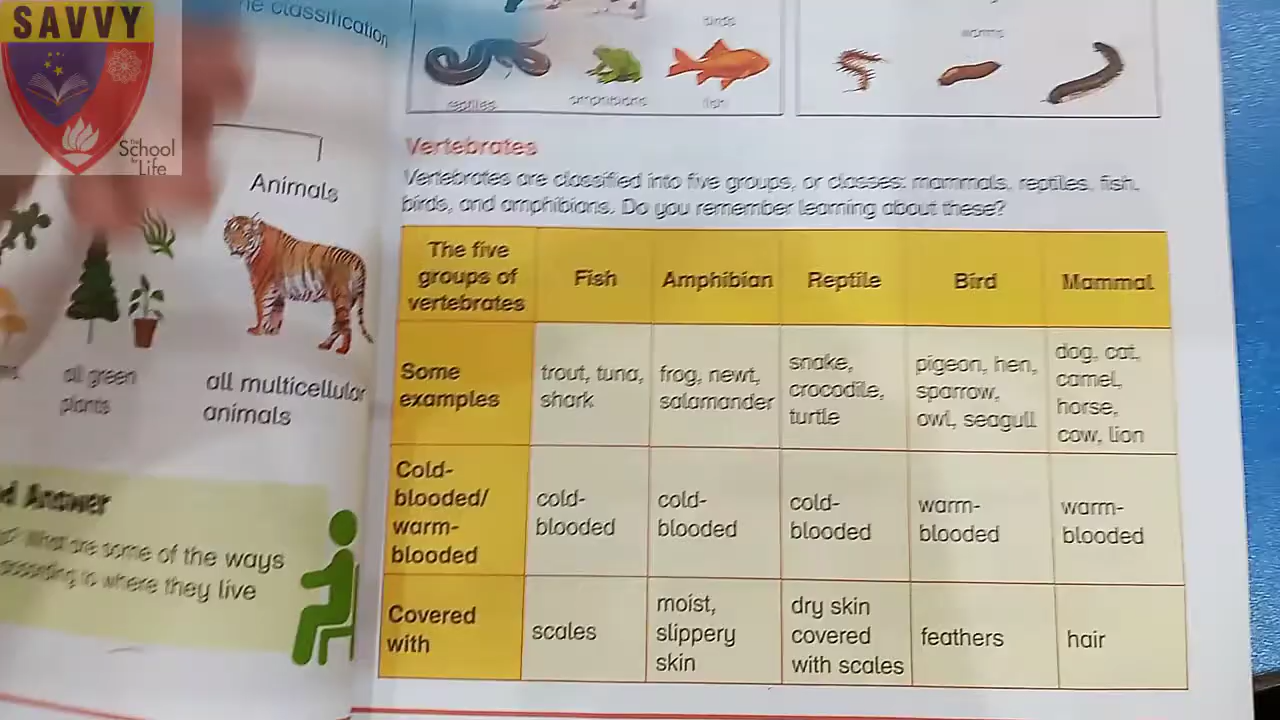 SAVVY
The School
for Life
he classification
Animals
all green
plants
all multicellular
animals
d Answer
What are some of the ways
according to where they live
birds
worms
reptiles
amphibians
fish
Vertebrates
Vertebrates are classified into five groups, or classes: mammals, reptiles, fish,
birds, and amphibians. Do you remember learning about these?
The five
groups of
vertebrates
Fish
Amphibian
Reptile
Bird
Mammal
Some
examples
trout, tuna,
shark
frog, newt,
salamander
snake,
crocodile,
turtle
pigeon, hen,
sparrow,
owl, seagull
dog, cat,
camel,
horse,
cow, lion
Cold-
blooded/
warm-
blooded
cold-
blooded
cold-
blooded
cold-
blooded
warm-
blooded
warm-
blooded
Covered
with
scales
moist,
slippery
skin
dry skin
covered
with scales
feathers
hair